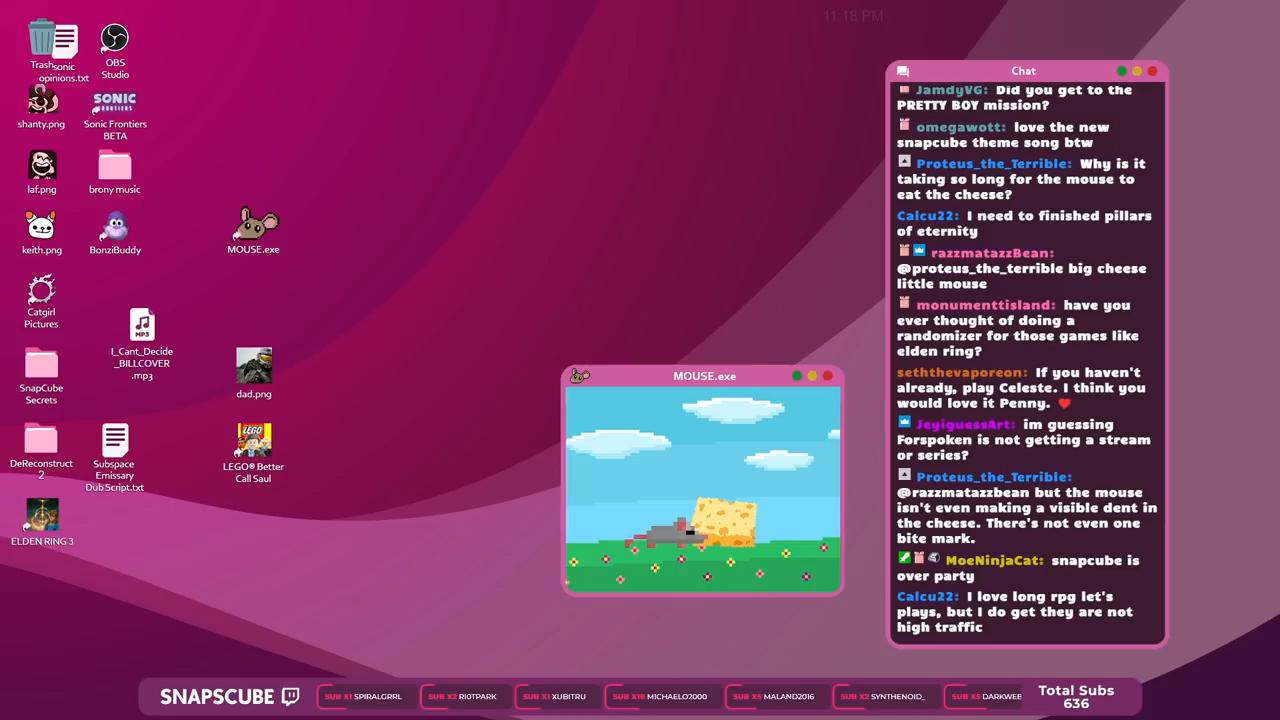 11:18 PM
Trash
sonic
opinions.txt
OBS
Studio
shanty.png
SONIC
FRONTIERS
Sonic Frontiers
BETA
laf.png
brony music
keith.png
BonziBuddy
MOUSE.exe
Catgirl
Pictures
MP3
I_Cant_Decide
_BILLCOVER
.mp3
SnapCube
Secrets
dad.png
DeReconstruct
2
Subspace
Emissary
Dub Script.txt
LEGO
LEGO® Better
Call Saul
ELDEN RING 3
MOUSE.exe
Chat
JamdyVG: Did you get to the
PRETTY BOY mission?
omegawott: love the new
snapcube theme song btw
Proteus_the_Terrible: Why is it
taking so long for the mouse to
eat the cheese?
Calcu22: I need to finished pillars
of eternity
razzmatazzBean:
@proteus_the_terrible big cheese
little mouse
monumenttisland: have you
ever thought of doing a
randomizer for those games like
elden ring?
seththevaporeon: If you haven't
already, play Celeste. I think you
would love it Penny. ❤
JeyiguessArt: im guessing
Forspoken is not getting a stream
or series?
Proteus_the_Terrible:
@razzmatazzbean but the mouse
isn't even making a visible dent in
the cheese. There's not even one
bite mark.
MoeNinjaCat: snapcube is
over party
Calcu22: I love long rpg let's
plays, but I do get they are not
high traffic
SNAPSCUBE
SUB X1 SPIRALGRRL
SUB X2 RI0TPARK
SUB X1 XUBITRU
SUB X10 MICHAELO2000
SUB X5 MALAND2016
SUB X2 SYNTHENOID_
SUB X5 DARKWEE
Total Subs
636